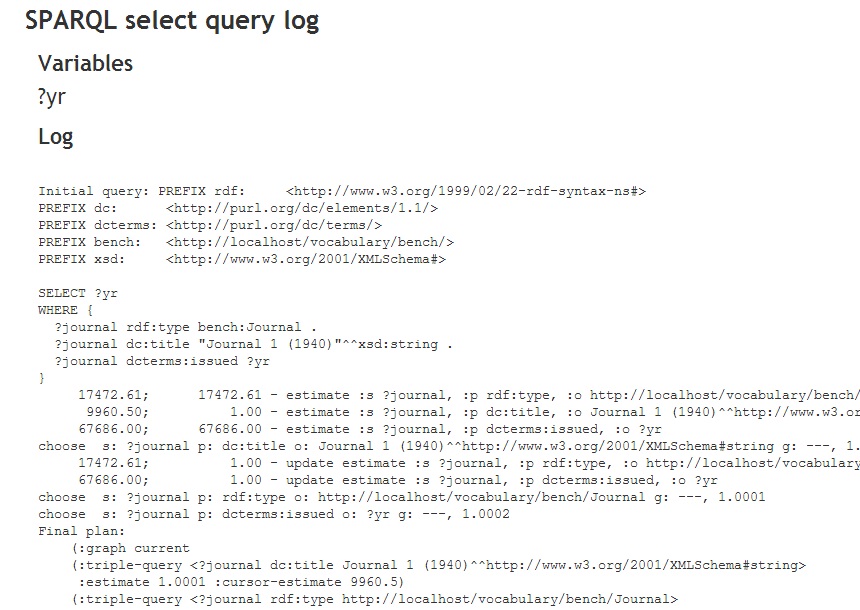 SPARQL select query log
Variables
?yr
Log
Initial query: PREFIX rdf:     <http://www.w3.org/1999/02/22-rdf-syntax-ns#>
PREFIX dc:      <http://purl.org/dc/elements/1.1/>
PREFIX dcterms: <http://purl.org/dc/terms/>
PREFIX bench:   <http://localhost/vocabulary/bench/>
PREFIX xsd:     <http://www.w3.org/2001/XMLSchema#>
SELECT ?yr
WHERE {
  ?journal rdf:type bench:Journal .
  ?journal dc:title "Journal 1 (1940)"^^xsd:string .
  ?journal dcterms:issued ?yr
}
     17472.61;      17472.61 - estimate :s ?journal, :p rdf:type, :o http://localhost/vocabulary/bench/
      9960.50;          1.00 - estimate :s ?journal, :p dc:title, :o Journal 1 (1940)^^http://www.w3.or
     67686.00;      67686.00 - estimate :s ?journal, :p dcterms:issued, :o ?yr
choose  s: ?journal p: dc:title o: Journal 1 (1940)^^http://www.w3.org/2001/XMLSchema#string g: ---, 1.
     17472.61;          1.00 - update estimate :s ?journal, :p rdf:type, :o http://localhost/vocabulary
     67686.00;          1.00 - update estimate :s ?journal, :p dcterms:issued, :o ?yr
choose  s: ?journal p: rdf:type o: http://localhost/vocabulary/bench/Journal g: ---, 1.0001
choose  s: ?journal p: dcterms:issued o: ?yr g: ---, 1.0002
Final plan:
    (:graph current
    (:triple-query <?journal dc:title Journal 1 (1940)^^http://www.w3.org/2001/XMLSchema#string>
     :estimate 1.0001 :cursor-estimate 9960.5)
    (:triple-query <?journal rdf:type http://localhost/vocabulary/bench/Journal>